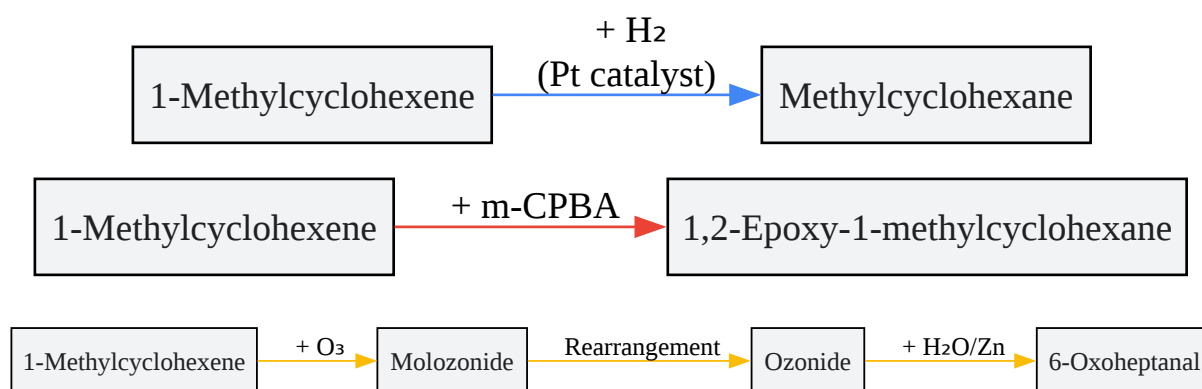 + H₂
(Pt catalyst)
1-Methylcyclohexene
Methylcyclohexane
+ m-CPBA
1-Methylcyclohexene
1,2-Epoxy-1-methylcyclohexane
+ O₃
Rearrangement
+ H₂O/Zn
1-Methylcyclohexene
Molozonide
Ozonide
6-Oxoheptanal